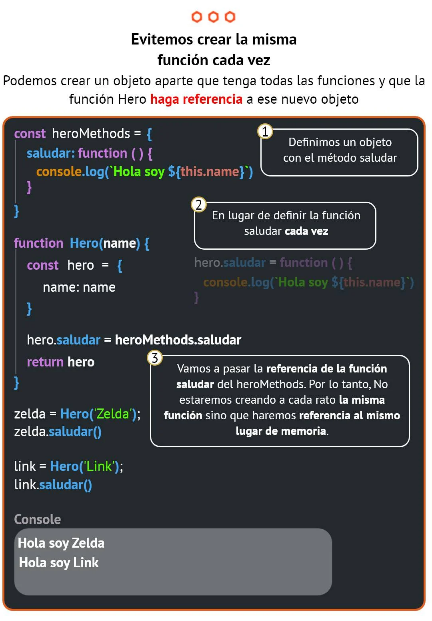 Evitemos crear la misma
función cada vez
Podemos crear un objeto aparte que tenga todas las funciones y que la
función Hero haga referencia a ese nuevo objeto
const heroMethods = {
saludar: function ( ) {
console.log(`Hola soy ${this.name}`)
}
}
1
Definimos un objeto
con el método saludar
2
En lugar de definir la función
saludar cada vez
function Hero(name) {
const hero = {
name: name
}
hero.saludar = function ( ) {
console.log(`Hola soy ${this.name}`)
}
hero.saludar = heroMethods.saludar
return hero
}
3
Vamos a pasar la referencia de la función
saludar del heroMethods. Por lo tanto, No
estaremos creando a cada rato la misma
función sino que haremos referencia al mismo
lugar de memoria.
zelda = Hero('Zelda');
zelda.saludar()
link = Hero('Link');
link.saludar()
Console
Hola soy Zelda
Hola soy Link